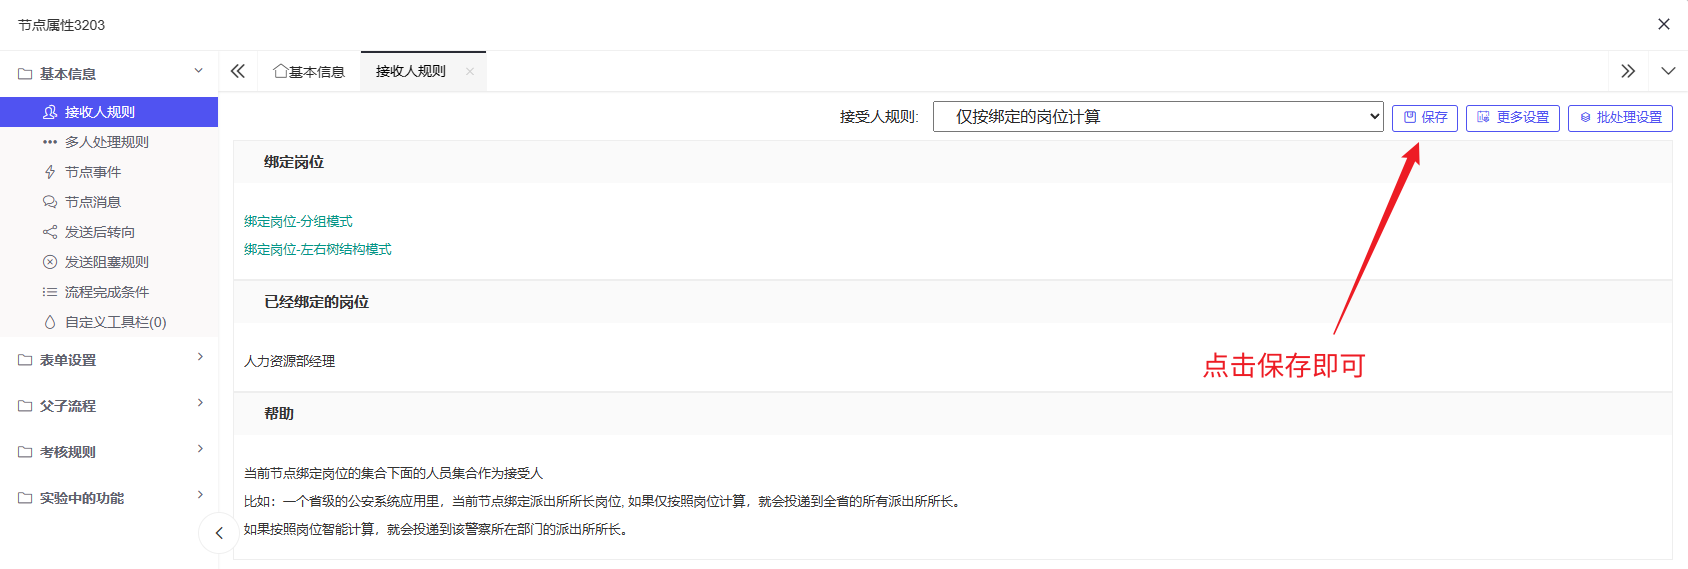 节点属性3203
基本信息
接收人规则
多人处理规则
节点事件
节点消息
发送后转向
发送阻塞规则
流程完成条件
自定义工具栏(0)
表单设置
父子流程
考核规则
实验中的功能
基本信息
接收人规则
接受人规则:
仅按绑定的岗位计算
保存
更多设置
批处理设置
绑定岗位
绑定岗位-分组模式
绑定岗位-左右树结构模式
已经绑定的岗位
人力资源部经理
点击保存即可
帮助
当前节点绑定岗位的集合下面的人员集合作为接受人
比如：一个省级的公安系统应用里，当前节点绑定派出所所长岗位, 如果仅按照岗位计算，就会投递到全省的所有派出所所长。
如果按照岗位智能计算，就会投递到该警察所在部门的派出所所长。